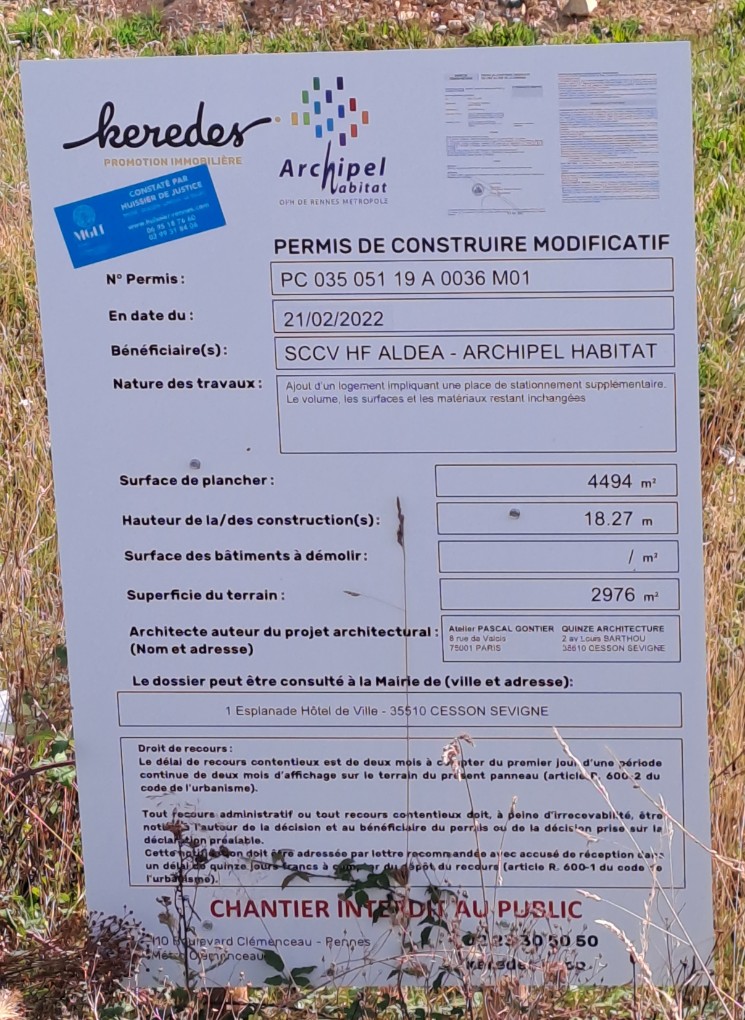 keredes
PROMOTION IMMOBILIÈRE
Archipel
habitat
OPH DE RENNES MÉTROPOLE
CONSTATÉ PAR
HUISSIER DE JUSTICE
MGU
PERMIS DE CONSTRUIRE MODIFICATIF
N° Permis : PC 035 051 19 A 0036 M01
En date du : 21/02/2022
Bénéficiaire(s) : SCCV HF ALDEA - ARCHIPEL HABITAT
Nature des travaux : Ajout d'un logement impliquant une place de stationnement supplémentaire.
Le volume, les surfaces et les matériaux restant inchangées
Surface de plancher : 4494 m²
Hauteur de la/des construction(s) : 18.27 m
Surface des bâtiments à démolir : / m²
Superficie du terrain : 2976 m²
Architecte auteur du projet architectural :
(Nom et adresse)
Atelier PASCAL GONTIER
8 rue de Valois
75001 PARIS
QUINZE ARCHITECTURE
2 av Louis BARTHOU
CESSON SEVIGNE
Le dossier peut être consulté à la Mairie de (ville et adresse):
1 Esplanade Hôtel de Ville - 35510 CESSON SEVIGNE
Droit de recours :
Le délai de recours contentieux est de deux mois à compter du premier jour d'une période
continue de deux mois d'affichage sur le terrain du présent panneau (article R. 600-2 du
code de l'urbanisme).
Tout recours administratif ou tout recours contentieux doit, à peine d'irrecevabilité, être
notifié à l'auteur de la décision et au bénéficiaire du permis ou de la décision prise sur la
déclaration préalable.
Cette notification doit être adressée par lettre recommandée avec accusé de réception dans
un délai de quinze jours francs à compter du dépôt du recours (article R. 600-1 du code de
l'urbanisme).
CHANTIER INTERDIT AU PUBLIC
110 Boulevard Clémenceau - Rennes
Métro Clémenceau
30 50 50